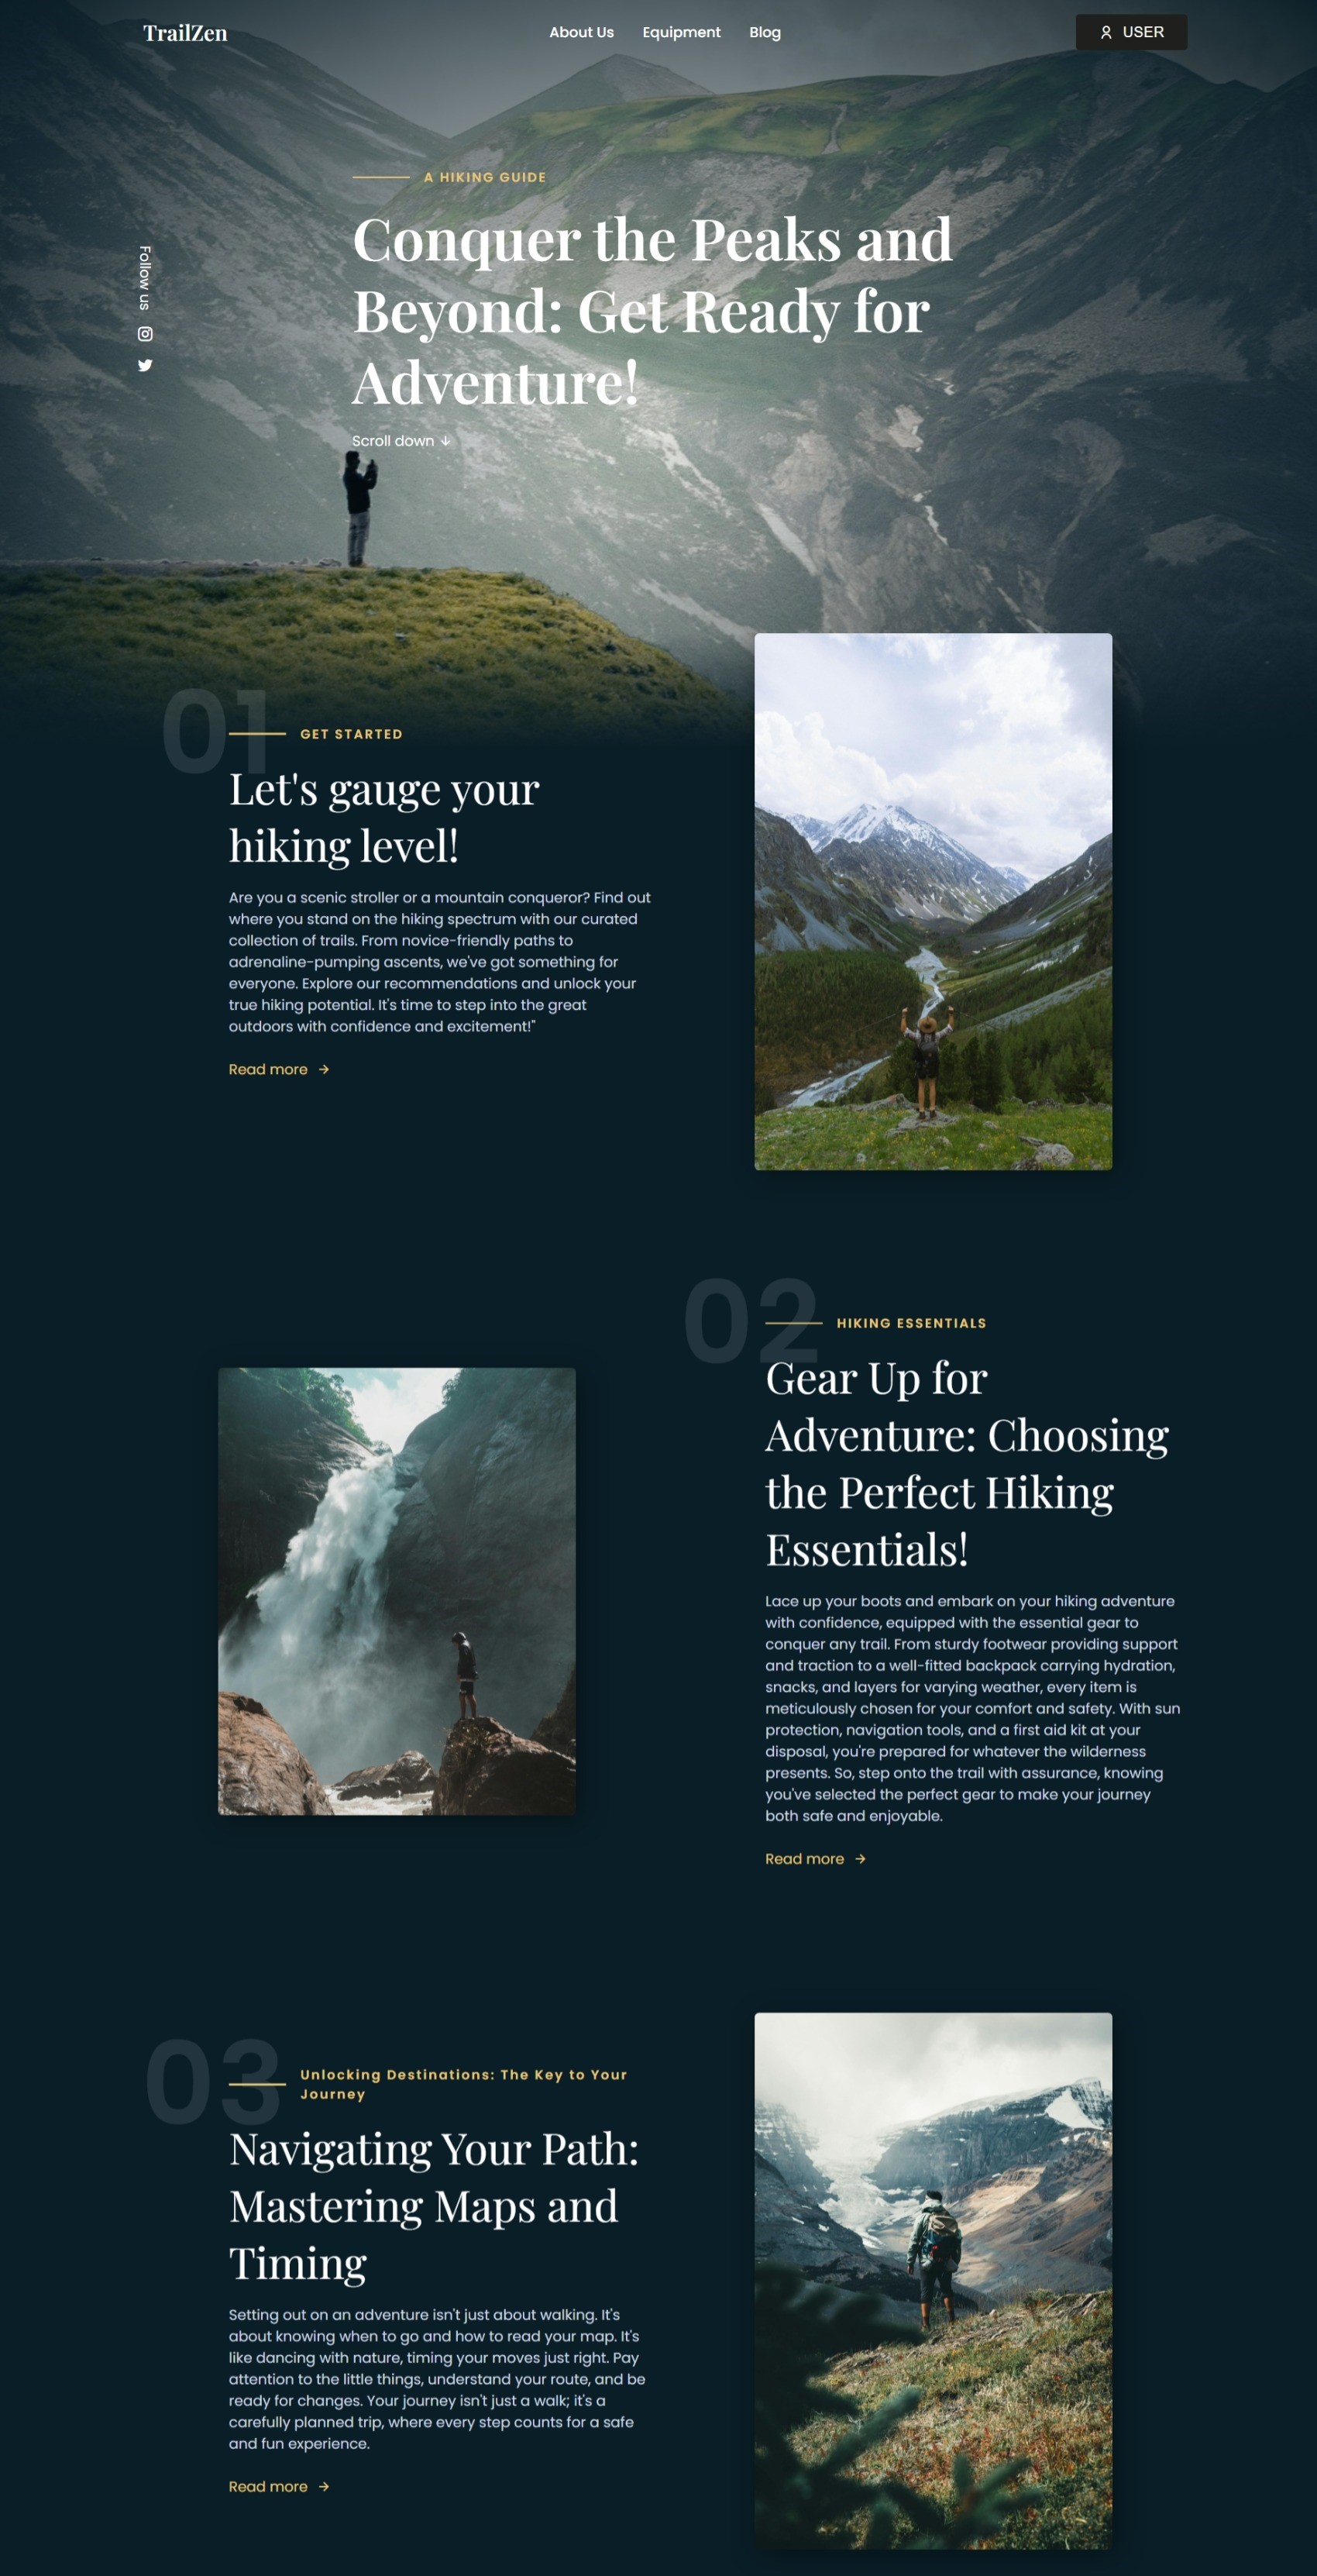 TrailZen
About Us
Equipment
Blog
USER
A HIKING GUIDE
Conquer the Peaks and
Beyond: Get Ready for
Adventure!
Scroll down ↓
Follow us
01
GET STARTED
Let's gauge your
hiking level!
Are you a scenic stroller or a mountain conqueror? Find out
where you stand on the hiking spectrum with our curated
collection of trails. From novice-friendly paths to
adrenaline-pumping ascents, we've got something for
everyone. Explore our recommendations and unlock your
true hiking potential. It's time to step into the great
outdoors with confidence and excitement!"
Read more →
02
HIKING ESSENTIALS
Gear Up for
Adventure: Choosing
the Perfect Hiking
Essentials!
Lace up your boots and embark on your hiking adventure
with confidence, equipped with the essential gear to
conquer any trail. From sturdy footwear providing support
and traction to a well-fitted backpack carrying hydration,
snacks, and layers for varying weather, every item is
meticulously chosen for your comfort and safety. With sun
protection, navigation tools, and a first aid kit at your
disposal, you're prepared for whatever the wilderness
presents. So, step onto the trail with assurance, knowing
you've selected the perfect gear to make your journey
both safe and enjoyable.
Read more →
03
Unlocking Destinations: The Key to Your
Journey
Navigating Your Path:
Mastering Maps and
Timing
Setting out on an adventure isn't just about walking. It's
about knowing when to go and how to read your map. It's
like dancing with nature, timing your moves just right. Pay
attention to the little things, understand your route, and be
ready for changes. Your journey isn't just a walk; it's a
carefully planned trip, where every step counts for a safe
and fun experience.
Read more →